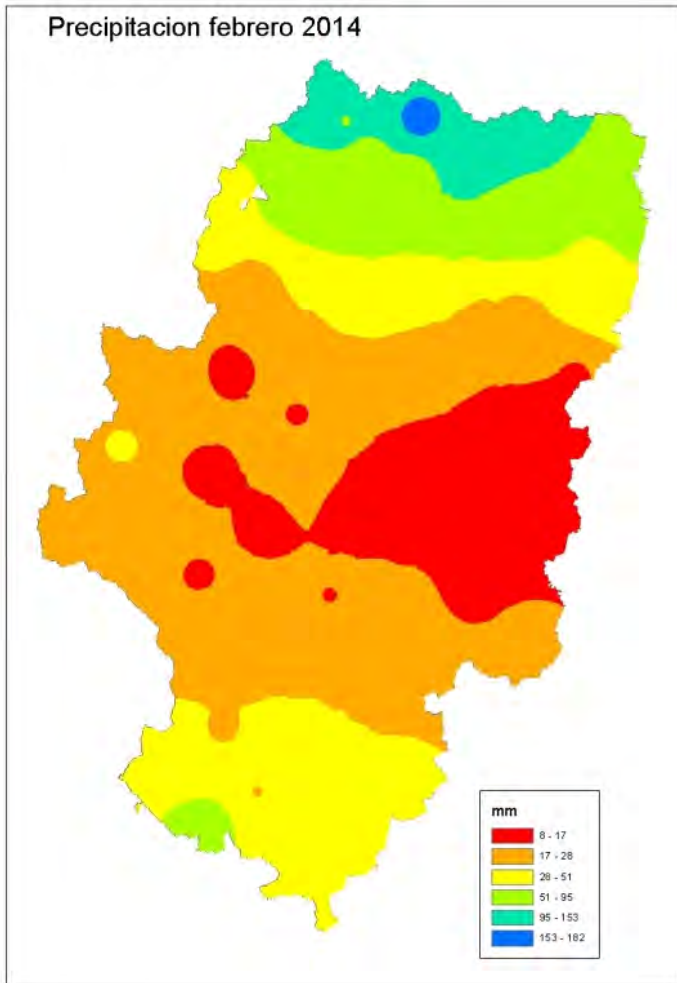 Precipitacion febrero 2014
mm
8 - 17
17 - 28
28 - 51
51 - 95
95 - 153
153 - 182